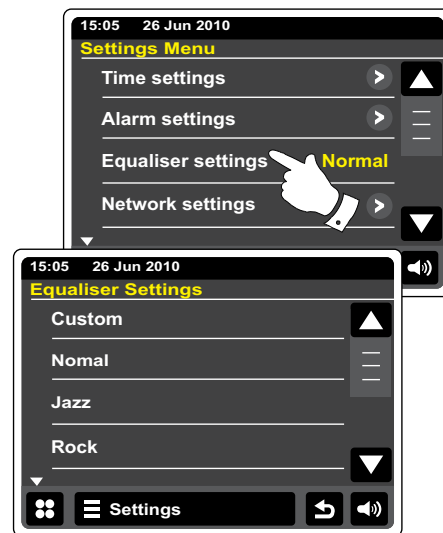 15:05 26 Jun 2010
Settings Menu
Time settings
Alarm settings
Equaliser settings Normal
Network settings
15:05 26 Jun 2010
Equaliser Settings
Custom
Nomal
Jazz
Rock
Settings